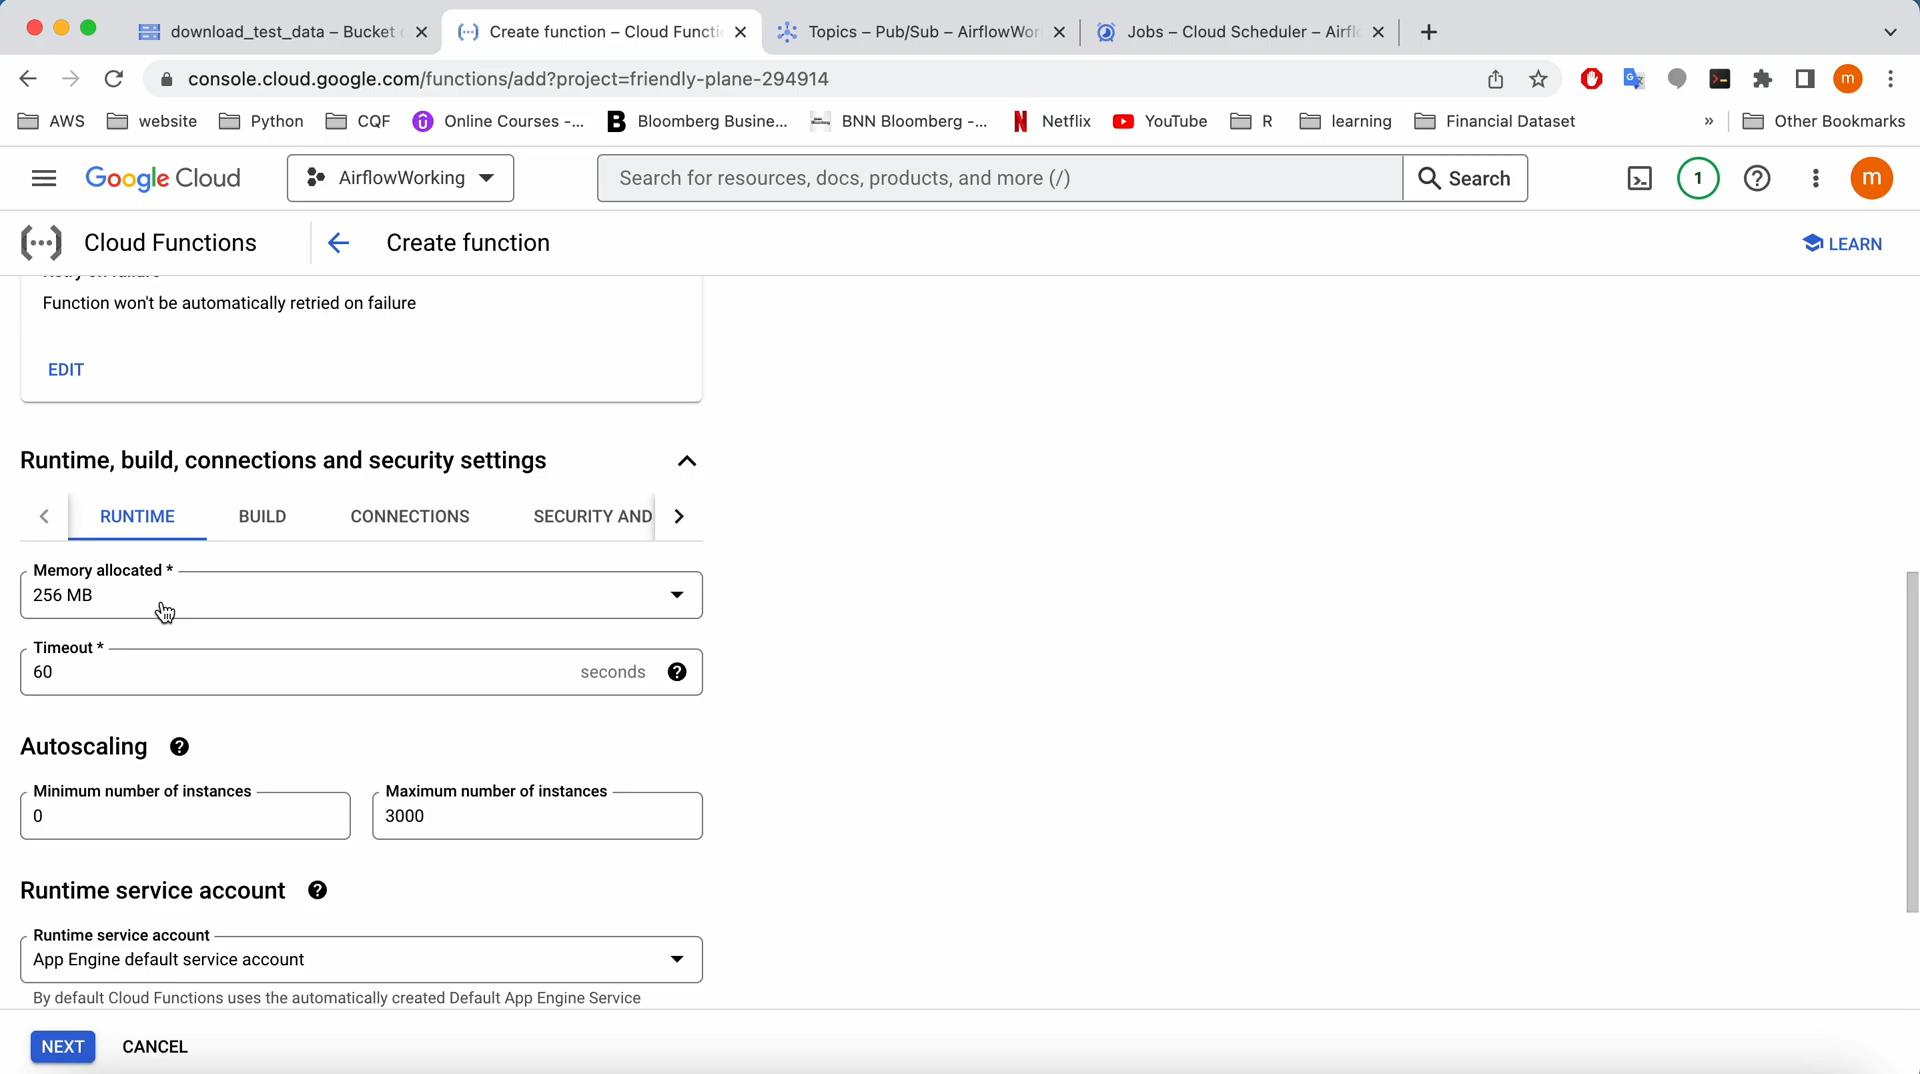 download_test_data – Bucket
Create function – Cloud Functi
Topics – Pub/Sub – AirflowWor
Jobs – Cloud Scheduler – Airfl
console.cloud.google.com/functions/add?project=friendly-plane-294914
m
AWS
website
Python
CQF
Online Courses -...
B
Bloomberg Busine...
BNN Bloomberg -...
N
Netflix
YouTube
R
learning
Financial Dataset
»
Other Bookmarks
Google Cloud
AirflowWorking
Search for resources, docs, products, and more (/)
Search
1
m
Cloud Functions
Create function
LEARN
Function won't be automatically retried on failure
EDIT
Runtime, build, connections and security settings
RUNTIME
BUILD
CONNECTIONS
SECURITY AND
Memory allocated *
256 MB
Timeout *
60
seconds
Autoscaling
Minimum number of instances
0
Maximum number of instances
3000
Runtime service account
Runtime service account
App Engine default service account
By default Cloud Functions uses the automatically created Default App Engine Service
NEXT
CANCEL